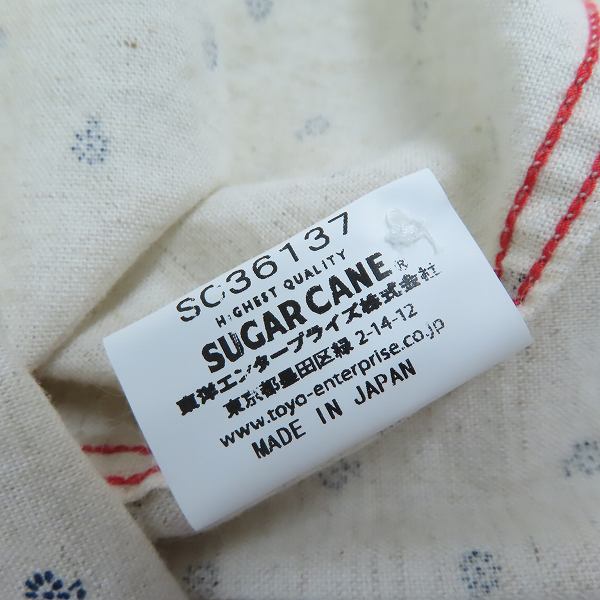 SC36137
HIGHEST QUALITY
SUGAR CANE®
東洋エンタープライズ株式会社
東京都墨田区緑 2-14-12
www.toyo-enterprise.co.jp
MADE IN JAPAN